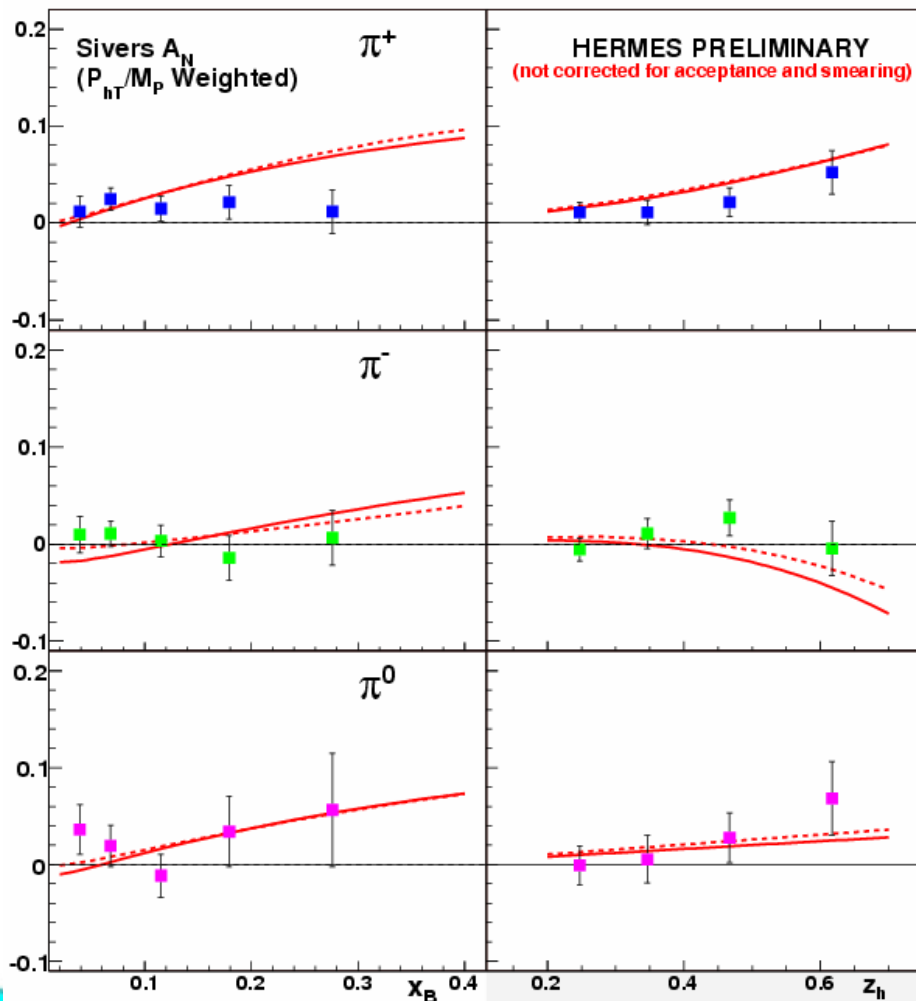 0.2
Sivers A_N
(P_hT/M_P Weighted)
π⁺
HERMES PRELIMINARY
(not corrected for acceptance and smearing)
0.1
0
-0.1
0.2
π⁻
0.1
0
-0.1
0.2
π⁰
0.1
0
-0.1
0.1 0.2 0.3 x_B 0.4 0.2 0.4 0.6 z_h